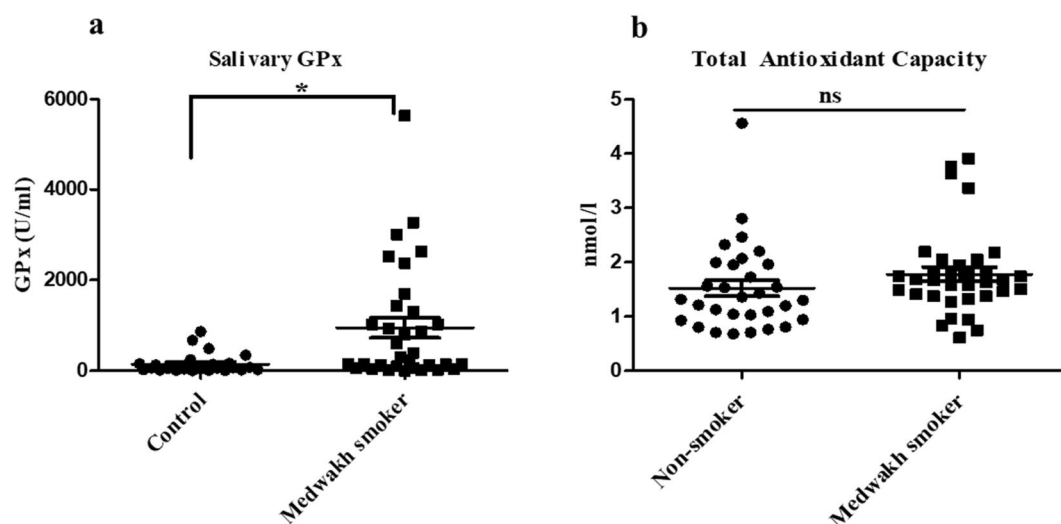 a
Salivary GPx
*
6000
4000
2000
0
GPx (U/ml)
Control
Medwakh smoker
b
Total Antioxidant Capacity
ns
5
4
3
2
1
0
nmol/l
Non-smoker
Medwakh smoker